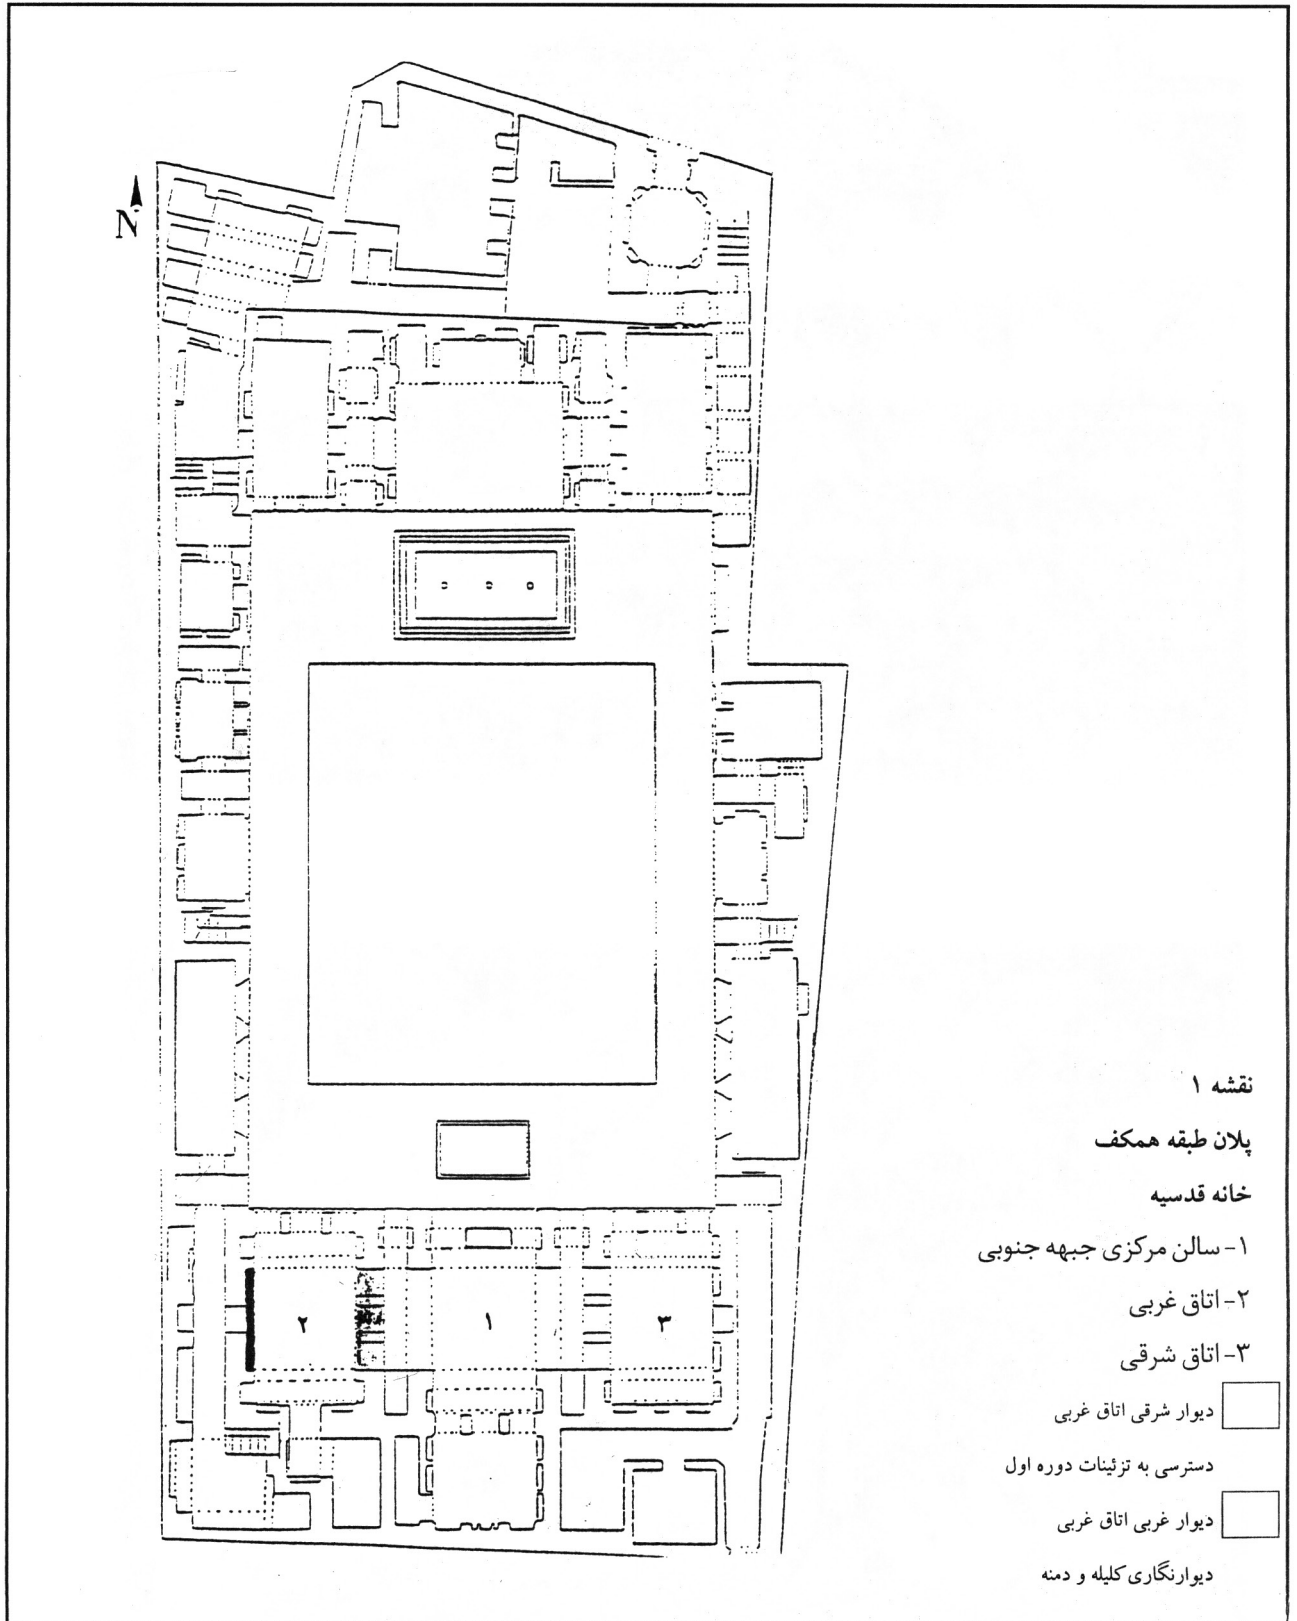 N
۲
۱
۳
نقشه ۱
پلان طبقه همکف
خانه قدسیه
۱- سالن مرکزی جبهه جنوبی
۲- اتاق غربی
۳- اتاق شرقی
دیوار شرقی اتاق غربی
دسترسی به تزئینات دوره اول
دیوار غربی اتاق غربی
دیوارنگاری کلیله و دمنه